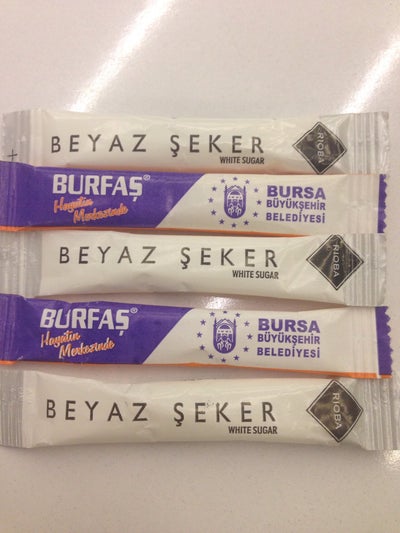 BEYAZ ŞEKER
WHITE SUGAR
RIOBA
BURFAŞ®
Hayatın
Merkezinde
BURSA
BÜYÜKŞEHİR
BELEDİYESİ
BEYAZ ŞEKER
WHITE SUGAR
RIOBA
BURFAŞ®
Hayatın
Merkezinde
BURSA
BÜYÜKŞEHİR
BELEDİYESİ
BEYAZ ŞEKER
WHITE SUGAR
RIOBA